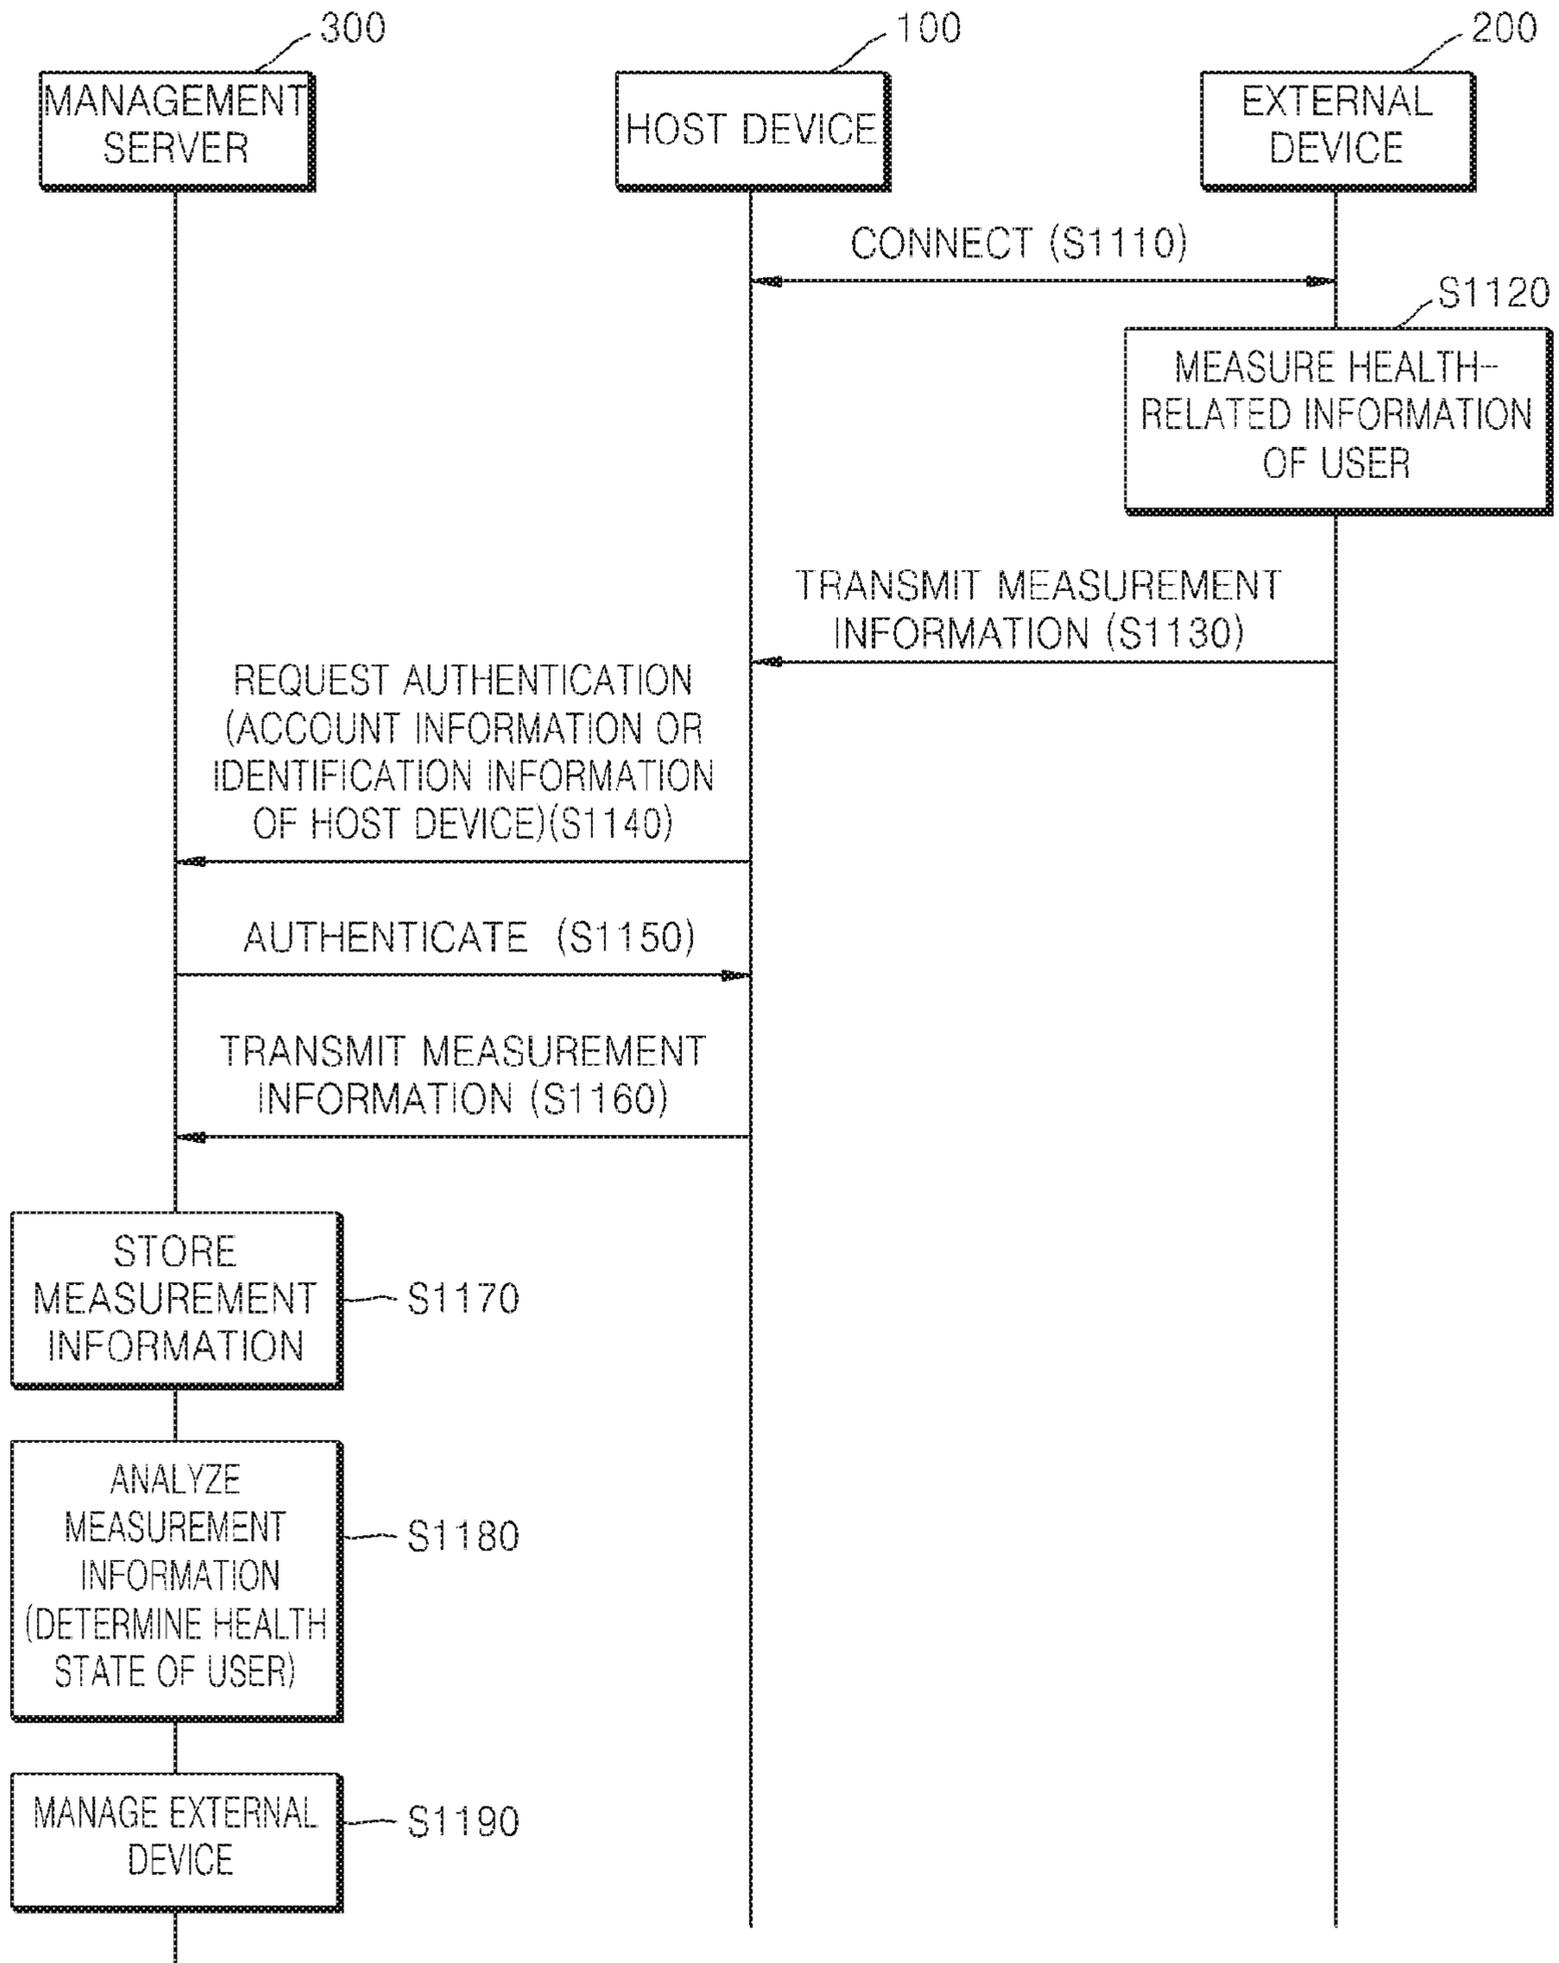 300
100
200
MANAGEMENT
SERVER
HOST DEVICE
EXTERNAL
DEVICE
CONNECT (S1110)
S1120
MEASURE HEALTH-
RELATED INFORMATION
OF USER
TRANSMIT MEASUREMENT
INFORMATION (S1130)
REQUEST AUTHENTICATION
(ACCOUNT INFORMATION OR
IDENTIFICATION INFORMATION
OF HOST DEVICE)(S1140)
AUTHENTICATE (S1150)
TRANSMIT MEASUREMENT
INFORMATION (S1160)
STORE
MEASUREMENT
INFORMATION
S1170
ANALYZE
MEASUREMENT
INFORMATION
(DETERMINE HEALTH
STATE OF USER)
S1180
MANAGE EXTERNAL
DEVICE
S1190